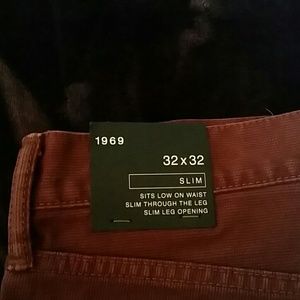 1969
32 x 32
SLIM
SITS LOW ON WAIST
SLIM THROUGH THE LEG
SLIM LEG OPENING